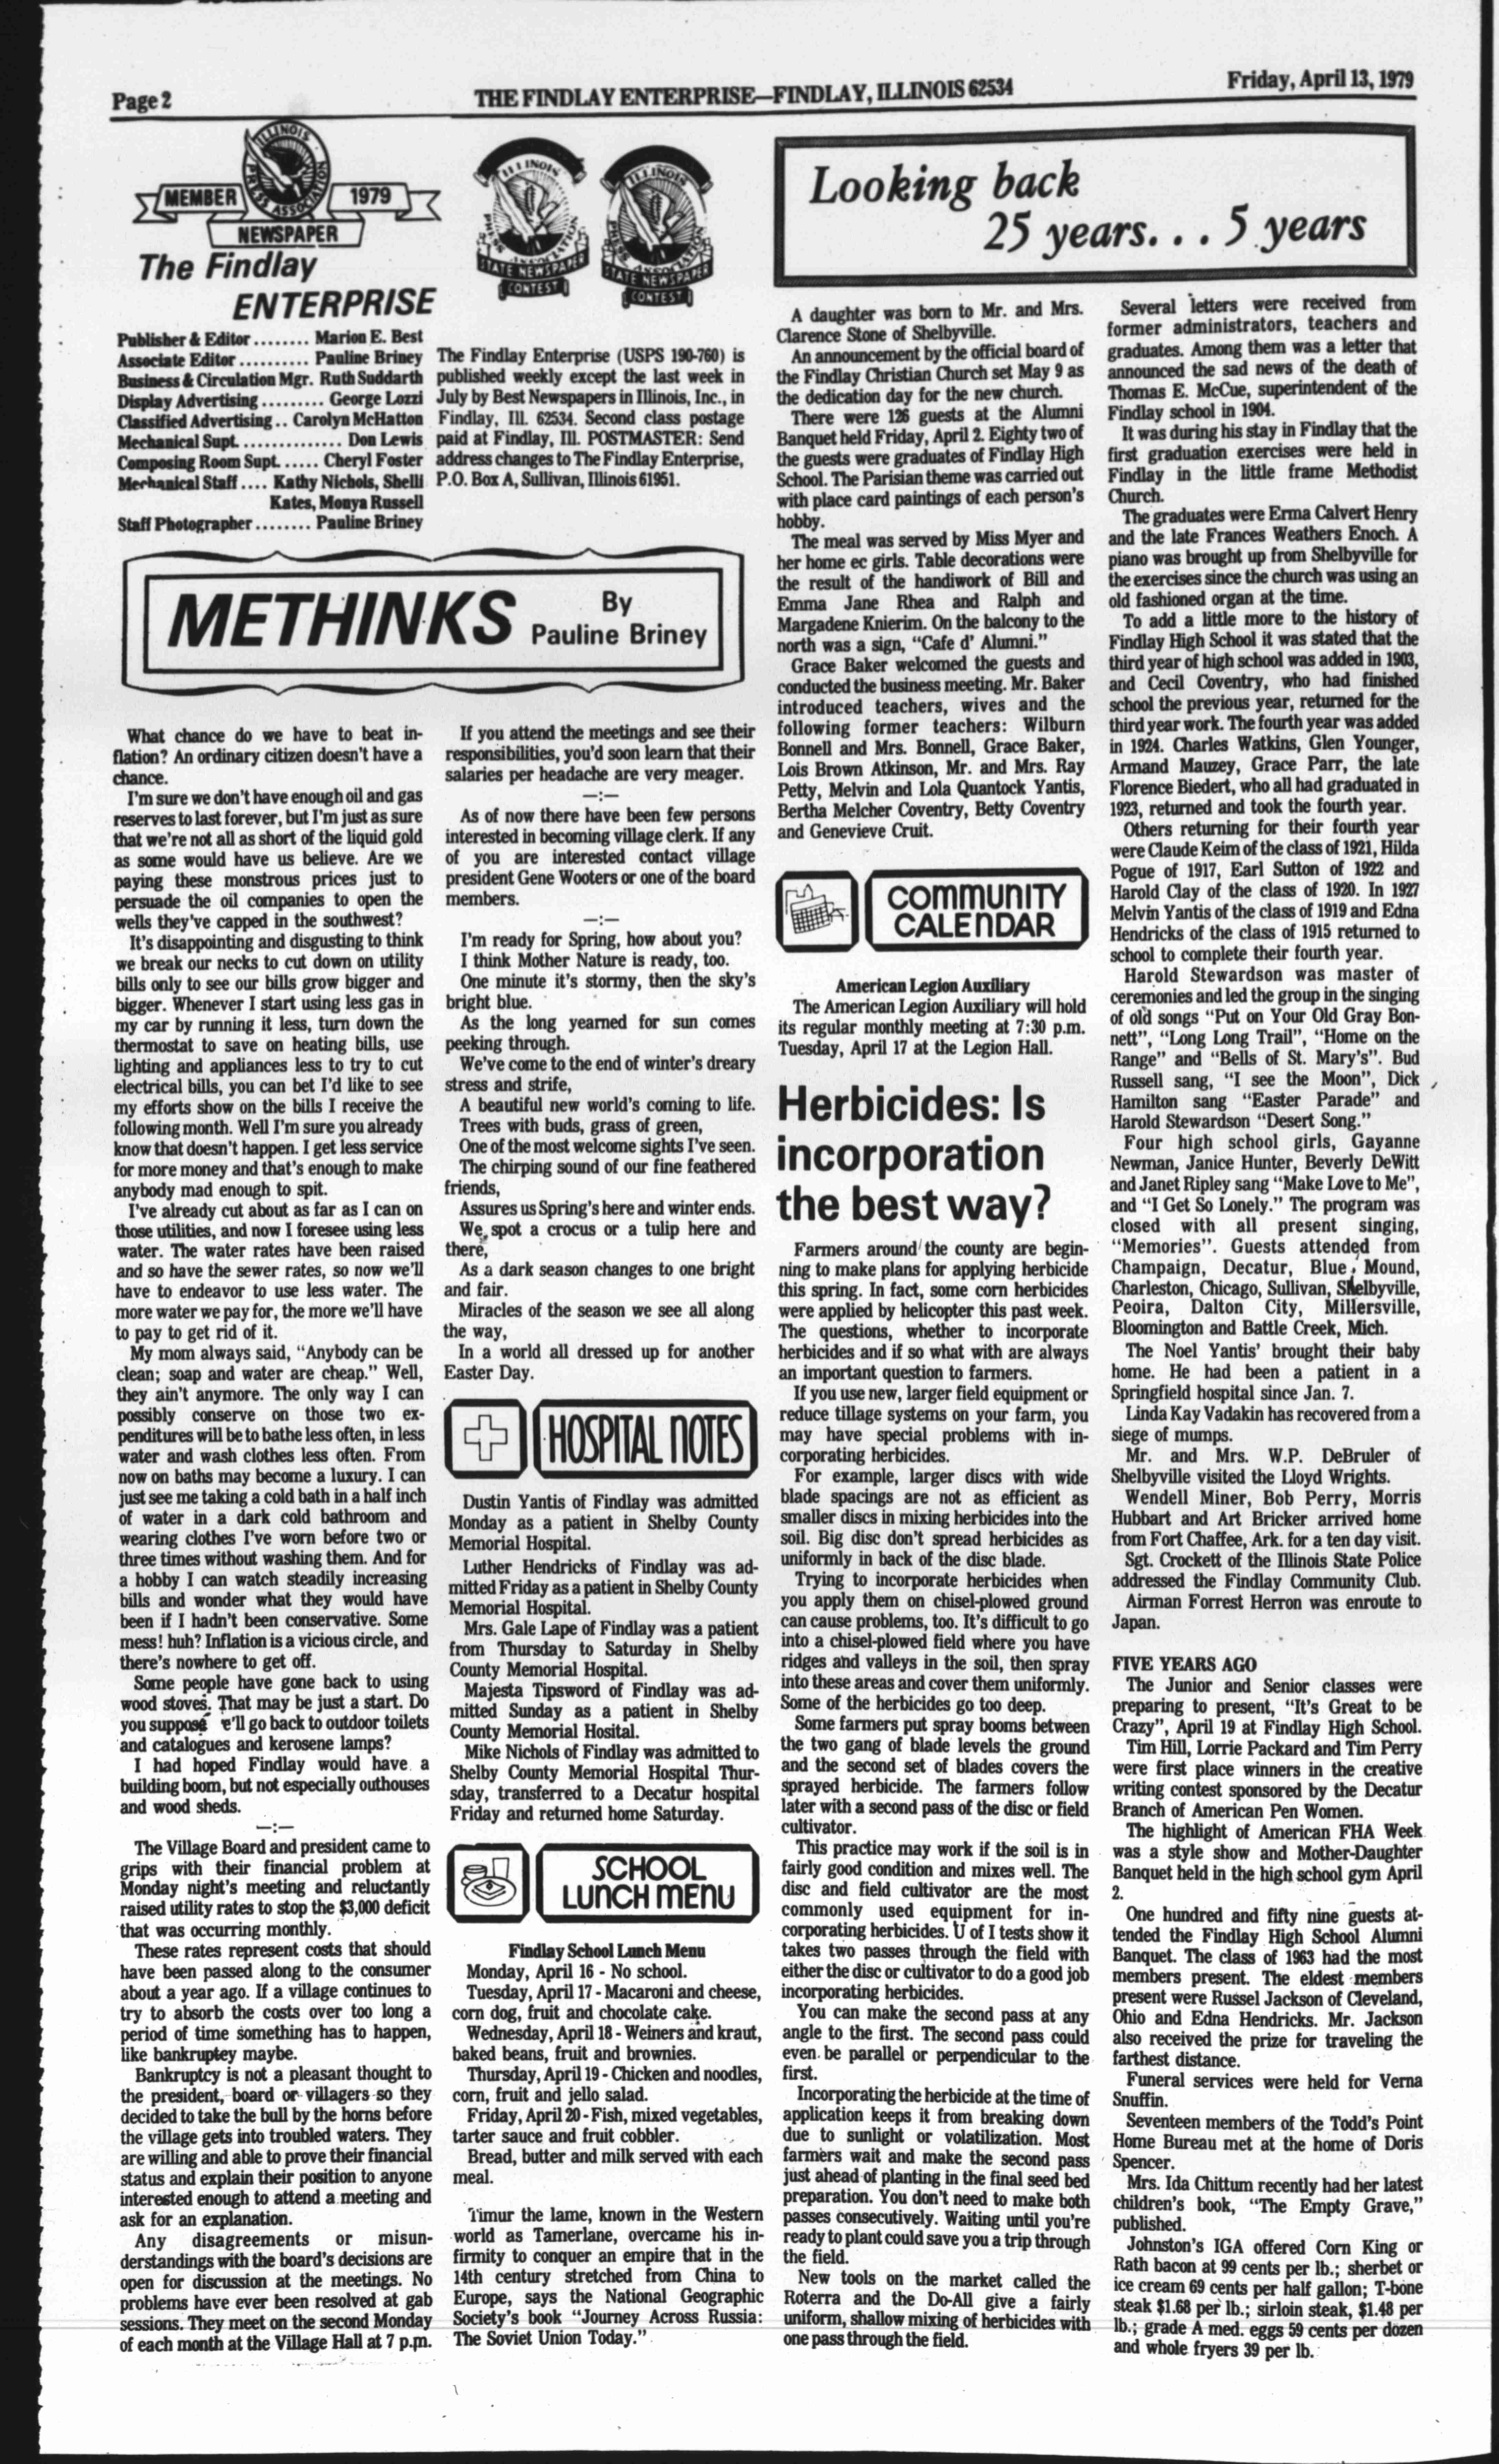 Page 2
THE FINDLAY ENTERPRISE—FINDLAY, ILLINOIS 62534
Friday, April 13, 1979
ILLINOIS
PRESS ASSOCIATION
MEMBER
1979
NEWSPAPER
The Findlay
ENTERPRISE
Publisher & Editor ........ Marion E. Best
Associate Editor .......... Pauline Briney
Business & Circulation Mgr. Ruth Suddarth
Display Advertising ......... George Lozzi
Classified Advertising .. Carolyn McHatton
Mechanical Supt. .............. Don Lewis
Composing Room Supt. ..... Cheryl Foster
Mechanical Staff .... Kathy Nichols, Shelli
Kates, Monya Russell
Staff Photographer ........ Pauline Briney
ILLINOIS
PRESS ASSOCIATION
STATE NEWSPAPER
CONTEST
ILLINOIS
PRESS ASSOCIATION
STATE NEWSPAPER
CONTEST
The Findlay Enterprise (USPS 190-760) is
published weekly except the last week in
July by Best Newspapers in Illinois, Inc., in
Findlay, Ill. 62534. Second class postage
paid at Findlay, Ill. POSTMASTER: Send
address changes to The Findlay Enterprise,
P.O. Box A, Sullivan, Illinois 61951.
METHINKS
By
Pauline Briney
What chance do we have to beat in-
flation? An ordinary citizen doesn't have a
chance.
I'm sure we don't have enough oil and gas
reserves to last forever, but I'm just as sure
that we're not all as short of the liquid gold
as some would have us believe. Are we
paying these monstrous prices just to
persuade the oil companies to open the
wells they've capped in the southwest?
It's disappointing and disgusting to think
we break our necks to cut down on utility
bills only to see our bills grow bigger and
bigger. Whenever I start using less gas in
my car by running it less, turn down the
thermostat to save on heating bills, use
lighting and appliances less to try to cut
electrical bills, you can bet I'd like to see
my efforts show on the bills I receive the
following month. Well I'm sure you already
know that doesn't happen. I get less service
for more money and that's enough to make
anybody mad enough to spit.
I've already cut about as far as I can on
those utilities, and now I foresee using less
water. The water rates have been raised
and so have the sewer rates, so now we'll
have to endeavor to use less water. The
more water we pay for, the more we'll have
to pay to get rid of it.
My mom always said, "Anybody can be
clean; soap and water are cheap." Well,
they ain't anymore. The only way I can
possibly conserve on those two ex-
penditures will be to bathe less often, in less
water and wash clothes less often. From
now on baths may become a luxury. I can
just see me taking a cold bath in a half inch
of water in a dark cold bathroom and
wearing clothes I've worn before two or
three times without washing them. And for
a hobby I can watch steadily increasing
bills and wonder what they would have
been if I hadn't been conservative. Some
mess! huh? Inflation is a vicious circle, and
there's nowhere to get off.
Some people have gone back to using
wood stoves. That may be just a start. Do
you suppose e'll go back to outdoor toilets
and catalogues and kerosene lamps?
I had hoped Findlay would have a
building boom, but not especially outhouses
and wood sheds.
—:—
The Village Board and president came to
grips with their financial problem at
Monday night's meeting and reluctantly
raised utility rates to stop the $3,000 deficit
that was occurring monthly.
These rates represent costs that should
have been passed along to the consumer
about a year ago. If a village continues to
try to absorb the costs over too long a
period of time something has to happen,
like bankruptcy maybe.
Bankruptcy is not a pleasant thought to
the president, board or villagers so they
decided to take the bull by the horns before
the village gets into troubled waters. They
are willing and able to prove their financial
status and explain their position to anyone
interested enough to attend a meeting and
ask for an explanation.
Any disagreements or misun-
derstandings with the board's decisions are
open for discussion at the meetings. No
problems have ever been resolved at gab
sessions. They meet on the second Monday
of each month at the Village Hall at 7 p.m.
If you attend the meetings and see their
responsibilities, you'd soon learn that their
salaries per headache are very meager.
—:—
As of now there have been few persons
interested in becoming village clerk. If any
of you are interested contact village
president Gene Wooters or one of the board
members.
—:—
I'm ready for Spring, how about you?
I think Mother Nature is ready, too.
One minute it's stormy, then the sky's
bright blue.
As the long yearned for sun comes
peeking through.
We've come to the end of winter's dreary
stress and strife,
A beautiful new world's coming to life.
Trees with buds, grass of green,
One of the most welcome sights I've seen.
The chirping sound of our fine feathered
friends,
Assures us Spring's here and winter ends.
We spot a crocus or a tulip here and
there,
As a dark season changes to one bright
and fair.
Miracles of the season we see all along
the way,
In a world all dressed up for another
Easter Day.
HOSPITAL NOTES
Dustin Yantis of Findlay was admitted
Monday as a patient in Shelby County
Memorial Hospital.
Luther Hendricks of Findlay was ad-
mitted Friday as a patient in Shelby County
Memorial Hospital.
Mrs. Gale Lape of Findlay was a patient
from Thursday to Saturday in Shelby
County Memorial Hospital.
Majesta Tipsword of Findlay was ad-
mitted Sunday as a patient in Shelby
County Memorial Hosital.
Mike Nichols of Findlay was admitted to
Shelby County Memorial Hospital Thur-
sday, transferred to a Decatur hospital
Friday and returned home Saturday.
SCHOOL
LUNCH MENU
Findlay School Lunch Menu
Monday, April 16 - No school.
Tuesday, April 17 - Macaroni and cheese,
corn dog, fruit and chocolate cake.
Wednesday, April 18 - Weiners and kraut,
baked beans, fruit and brownies.
Thursday, April 19 - Chicken and noodles,
corn, fruit and jello salad.
Friday, April 20 - Fish, mixed vegetables,
tarter sauce and fruit cobbler.
Bread, butter and milk served with each
meal.
Timur the lame, known in the Western
world as Tamerlane, overcame his in-
firmity to conquer an empire that in the
14th century stretched from China to
Europe, says the National Geographic
Society's book "Journey Across Russia:
The Soviet Union Today."
Looking back
25 years. . . 5 years
A daughter was born to Mr. and Mrs.
Clarence Stone of Shelbyville.
An announcement by the official board of
the Findlay Christian Church set May 9 as
the dedication day for the new church.
There were 126 guests at the Alumni
Banquet held Friday, April 2. Eighty two of
the guests were graduates of Findlay High
School. The Parisian theme was carried out
with place card paintings of each person's
hobby.
The meal was served by Miss Myer and
her home ec girls. Table decorations were
the result of the handiwork of Bill and
Emma Jane Rhea and Ralph and
Margadene Knierim. On the balcony to the
north was a sign, "Cafe d' Alumni."
Grace Baker welcomed the guests and
conducted the business meeting. Mr. Baker
introduced teachers, wives and the
following former teachers: Wilburn
Bonnell and Mrs. Bonnell, Grace Baker,
Lois Brown Atkinson, Mr. and Mrs. Ray
Petty, Melvin and Lola Quantock Yantis,
Bertha Melcher Coventry, Betty Coventry
and Genevieve Cruit.
COMMUNITY
CALENDAR
American Legion Auxiliary
The American Legion Auxiliary will hold
its regular monthly meeting at 7:30 p.m.
Tuesday, April 17 at the Legion Hall.
Herbicides: Is
incorporation
the best way?
Farmers around the county are begin-
ning to make plans for applying herbicide
this spring. In fact, some corn herbicides
were applied by helicopter this past week.
The questions, whether to incorporate
herbicides and if so what with are always
an important question to farmers.
If you use new, larger field equipment or
reduce tillage systems on your farm, you
may have special problems with in-
corporating herbicides.
For example, larger discs with wide
blade spacings are not as efficient as
smaller discs in mixing herbicides into the
soil. Big disc don't spread herbicides as
uniformly in back of the disc blade.
Trying to incorporate herbicides when
you apply them on chisel-plowed ground
can cause problems, too. It's difficult to go
into a chisel-plowed field where you have
ridges and valleys in the soil, then spray
into these areas and cover them uniformly.
Some of the herbicides go too deep.
Some farmers put spray booms between
the two gang of blade levels the ground
and the second set of blades covers the
sprayed herbicide. The farmers follow
later with a second pass of the disc or field
cultivator.
This practice may work if the soil is in
fairly good condition and mixes well. The
disc and field cultivator are the most
commonly used equipment for in-
corporating herbicides. U of I tests show it
takes two passes through the field with
either the disc or cultivator to do a good job
incorporating herbicides.
You can make the second pass at any
angle to the first. The second pass could
even be parallel or perpendicular to the
first.
Incorporating the herbicide at the time of
application keeps it from breaking down
due to sunlight or volatilization. Most
farmers wait and make the second pass
just ahead of planting in the final seed bed
preparation. You don't need to make both
passes consecutively. Waiting until you're
ready to plant could save you a trip through
the field.
New tools on the market called the
Roterra and the Do-All give a fairly
uniform, shallow mixing of herbicides with
one pass through the field.
Several letters were received from
former administrators, teachers and
graduates. Among them was a letter that
announced the sad news of the death of
Thomas E. McCue, superintendent of the
Findlay school in 1904.
It was during his stay in Findlay that the
first graduation exercises were held in
Findlay in the little frame Methodist
Church.
The graduates were Erma Calvert Henry
and the late Frances Weathers Enoch. A
piano was brought up from Shelbyville for
the exercises since the church was using an
old fashioned organ at the time.
To add a little more to the history of
Findlay High School it was stated that the
third year of high school was added in 1903,
and Cecil Coventry, who had finished
school the previous year, returned for the
third year work. The fourth year was added
in 1924. Charles Watkins, Glen Younger,
Armand Mauzey, Grace Parr, the late
Florence Biedert, who all had graduated in
1923, returned and took the fourth year.
Others returning for their fourth year
were Claude Keim of the class of 1921, Hilda
Pogue of 1917, Earl Sutton of 1922 and
Harold Clay of the class of 1920. In 1927
Melvin Yantis of the class of 1919 and Edna
Hendricks of the class of 1915 returned to
school to complete their fourth year.
Harold Stewardson was master of
ceremonies and led the group in the singing
of old songs "Put on Your Old Gray Bon-
nett", "Long Long Trail", "Home on the
Range" and "Bells of St. Mary's". Bud
Russell sang, "I see the Moon", Dick
Hamilton sang "Easter Parade" and
Harold Stewardson "Desert Song."
Four high school girls, Gayanne
Newman, Janice Hunter, Beverly DeWitt
and Janet Ripley sang "Make Love to Me",
and "I Get So Lonely." The program was
closed with all present singing,
"Memories". Guests attended from
Champaign, Decatur, Blue Mound,
Charleston, Chicago, Sullivan, Shelbyville,
Peoira, Dalton City, Millersville,
Bloomington and Battle Creek, Mich.
The Noel Yantis' brought their baby
home. He had been a patient in a
Springfield hospital since Jan. 7.
Linda Kay Vadakin has recovered from a
siege of mumps.
Mr. and Mrs. W.P. DeBruler of
Shelbyville visited the Lloyd Wrights.
Wendell Miner, Bob Perry, Morris
Hubbart and Art Bricker arrived home
from Fort Chaffee, Ark. for a ten day visit.
Sgt. Crockett of the Illinois State Police
addressed the Findlay Community Club.
Airman Forrest Herron was enroute to
Japan.
FIVE YEARS AGO
The Junior and Senior classes were
preparing to present, "It's Great to be
Crazy", April 19 at Findlay High School.
Tim Hill, Lorrie Packard and Tim Perry
were first place winners in the creative
writing contest sponsored by the Decatur
Branch of American Pen Women.
The highlight of American FHA Week
was a style show and Mother-Daughter
Banquet held in the high school gym April
2.
One hundred and fifty nine guests at-
tended the Findlay High School Alumni
Banquet. The class of 1963 had the most
members present. The eldest members
present were Russel Jackson of Cleveland,
Ohio and Edna Hendricks. Mr. Jackson
also received the prize for traveling the
farthest distance.
Funeral services were held for Verna
Snuffin.
Seventeen members of the Todd's Point
Home Bureau met at the home of Doris
Spencer.
Mrs. Ida Chittum recently had her latest
children's book, "The Empty Grave,"
published.
Johnston's IGA offered Corn King or
Rath bacon at 99 cents per lb.; sherbet or
ice cream 69 cents per half gallon; T-bone
steak $1.68 per lb.; sirloin steak, $1.48 per
lb.; grade A med. eggs 59 cents per dozen
and whole fryers 39 per lb.